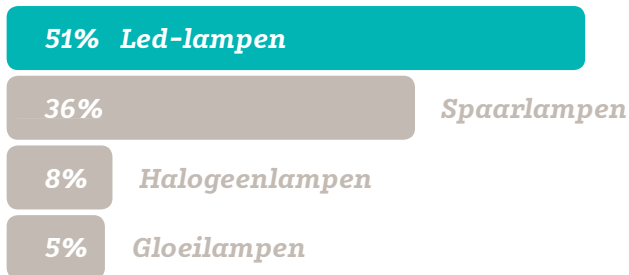 51% Led-lampen
36% Spaarlampen
8% Halogeenlampen
5% Gloeilampen